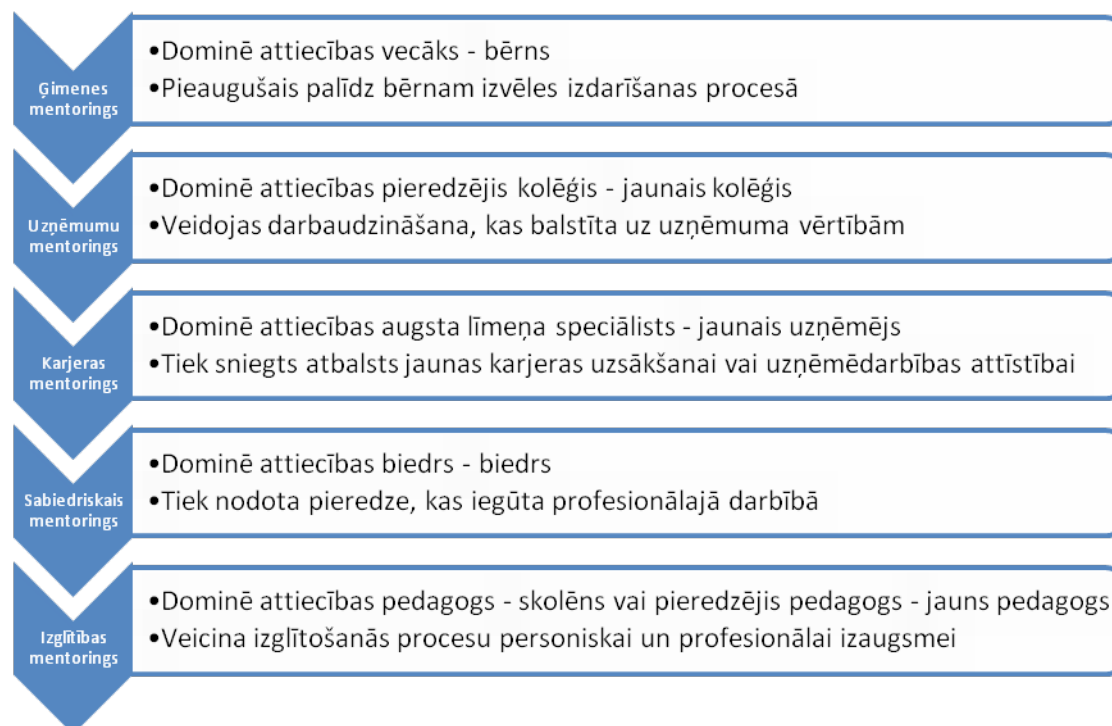 Ģimenes
mentorings
•Dominē attiecības vecāks - bērns
•Pieaugušais palīdz bērnam izvēles izdarīšanas procesā
Uzņēmumu
mentorings
•Dominē attiecības pieredzējis kolēģis - jaunais kolēģis
•Veidojas darbaudzināšana, kas balstīta uz uzņēmuma vērtībām
Karjeras
mentorings
•Dominē attiecības augsta līmeņa speciālists - jaunais uzņēmējs
•Tiek sniegts atbalsts jaunas karjeras uzsākšanai vai uzņēmēdarbības attīstībai
Sabiedriskais
mentorings
•Dominē attiecības biedrs - biedrs
•Tiek nodota pieredze, kas iegūta profesionālajā darbībā
Izglītības
mentorings
•Dominē attiecības pedagogs - skolēns vai pieredzējis pedagogs - jauns pedagogs
•Veicina izglītošanās procesu personiskai un profesionālai izaugsmei